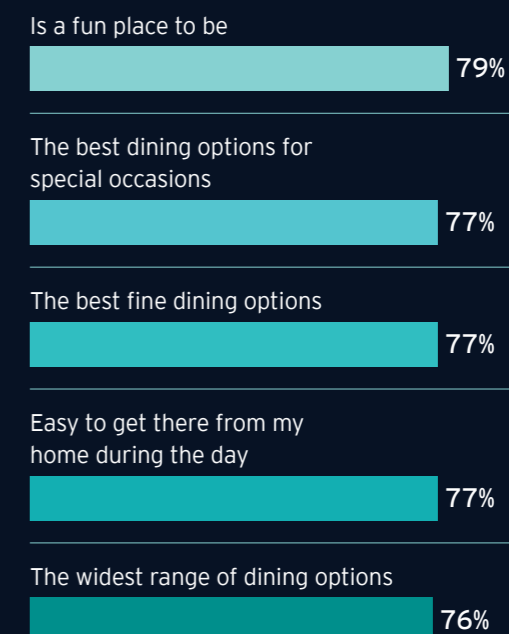 Is a fun place to be
79%
The best dining options for
special occasions
77%
The best fine dining options
77%
Easy to get there from my
home during the day
77%
The widest range of dining options
76%